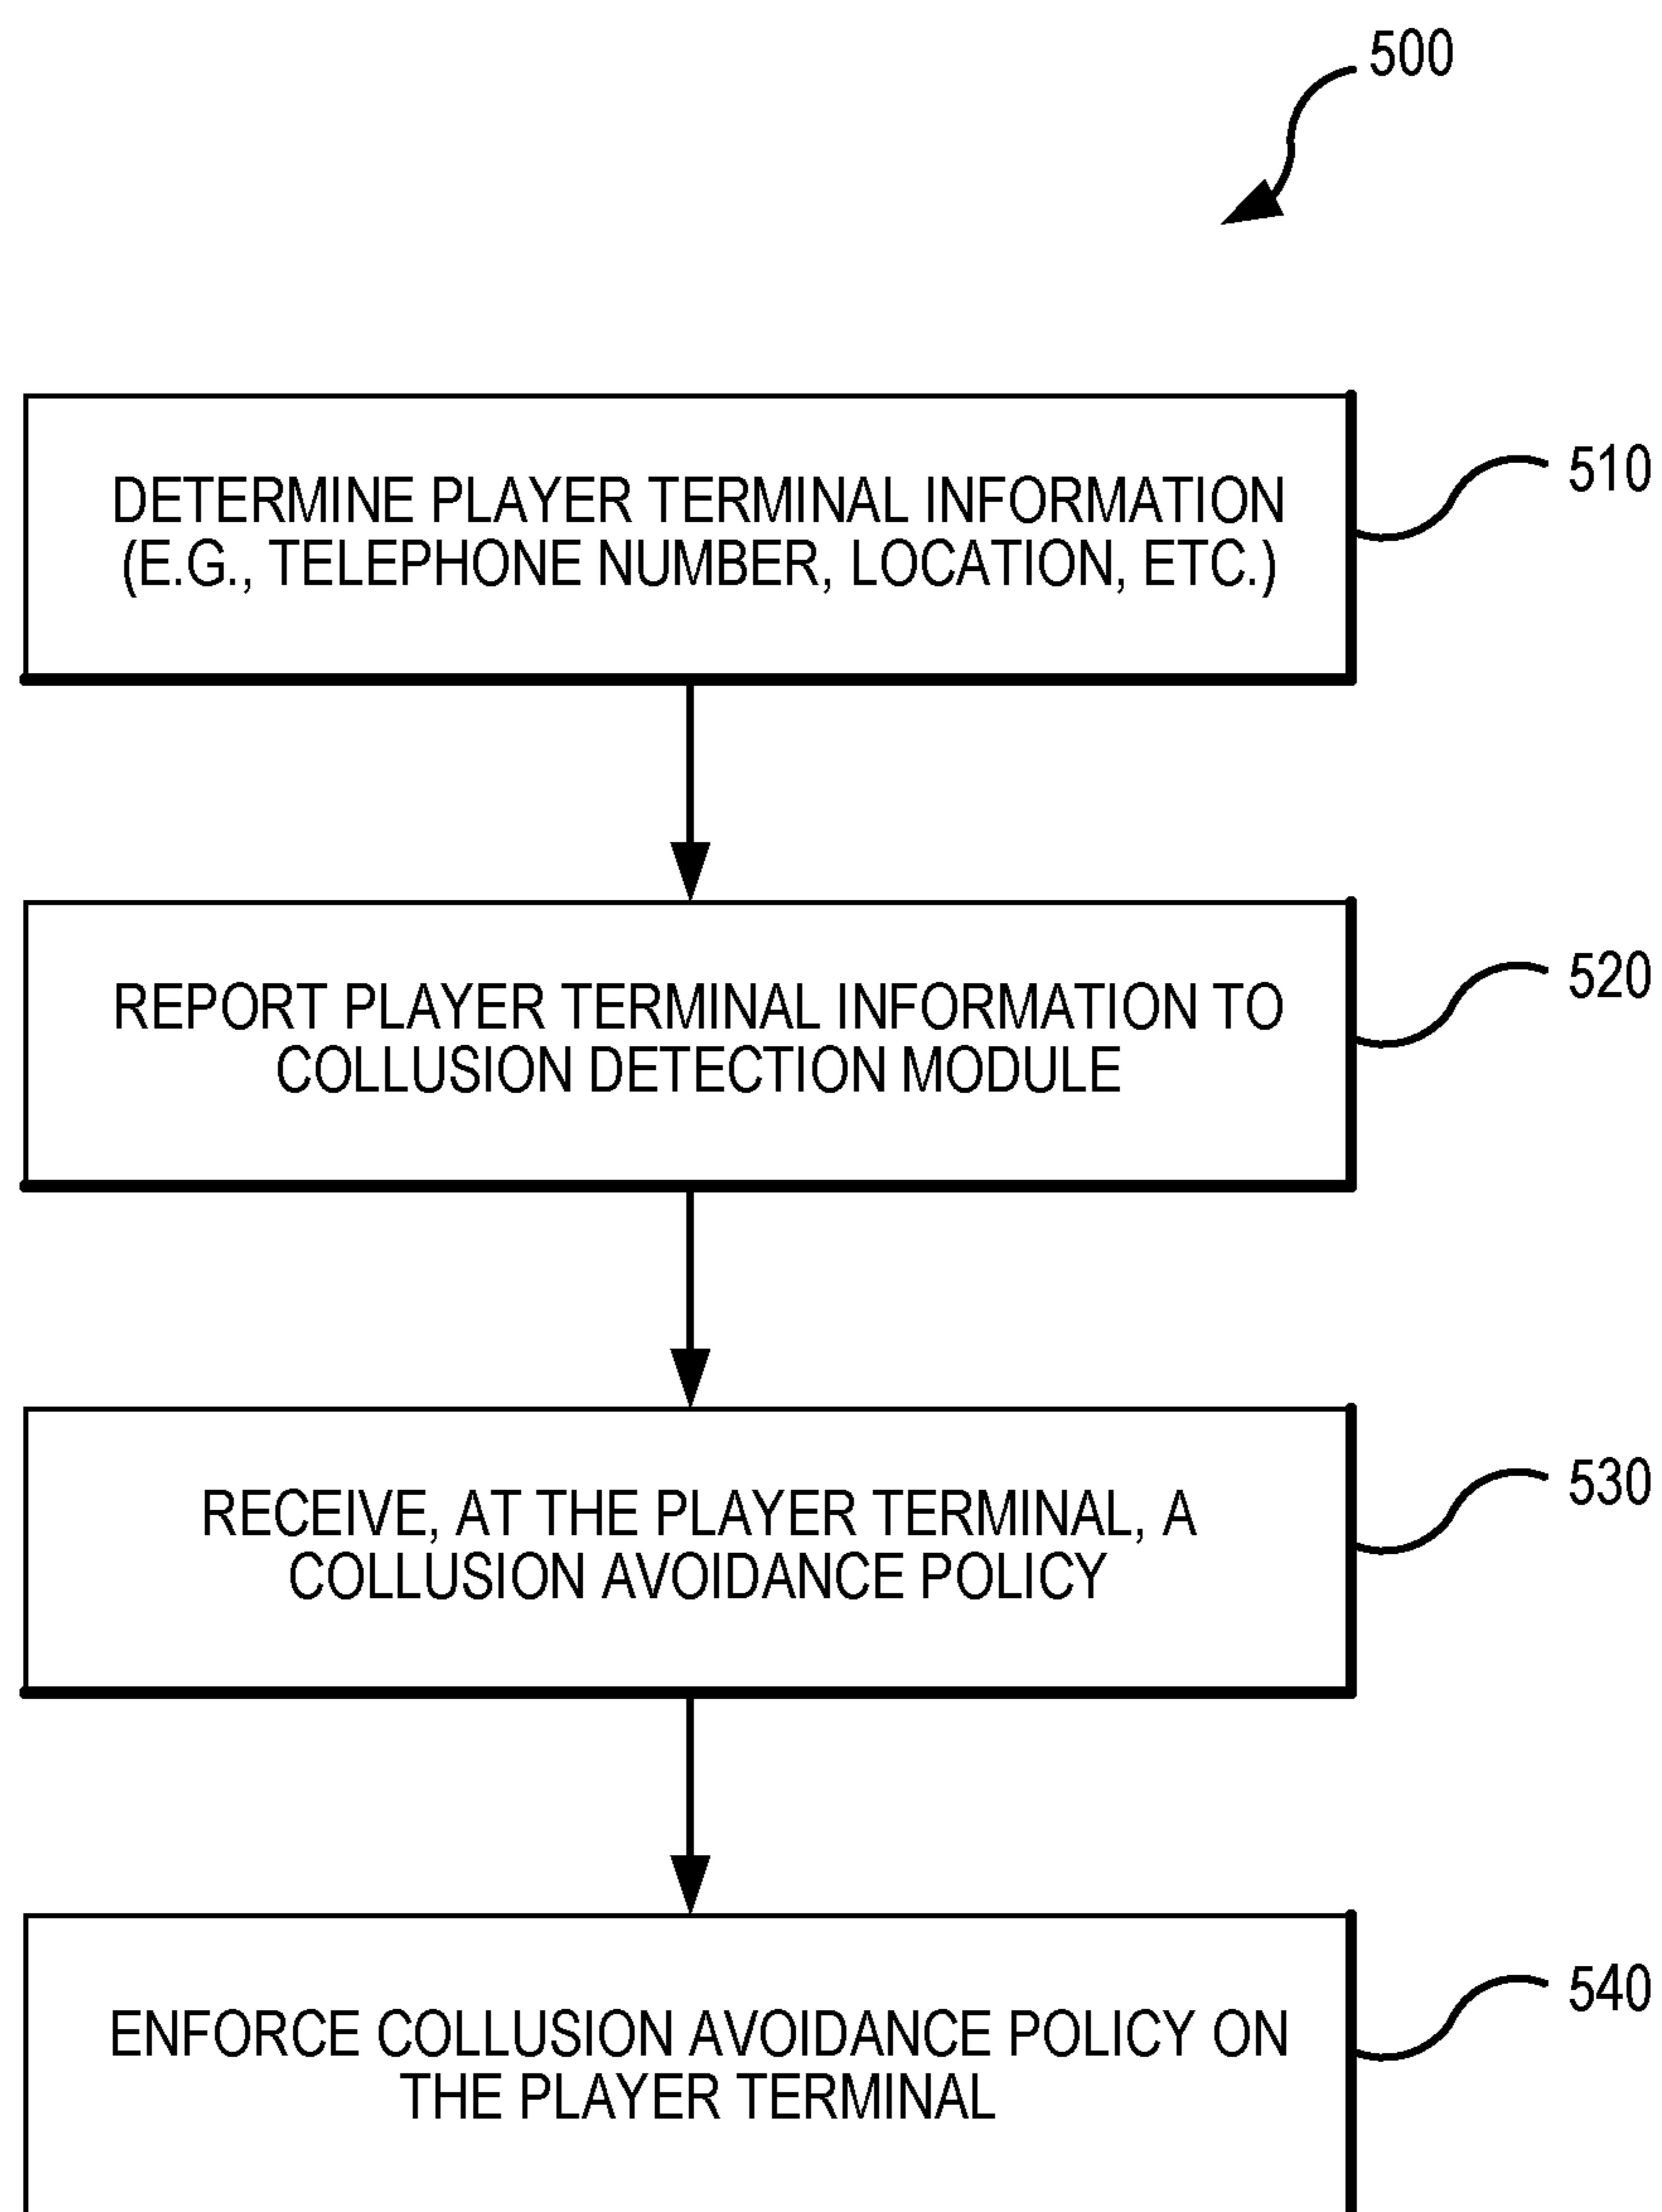 500
DETERMINE PLAYER TERMINAL INFORMATION
(E.G., TELEPHONE NUMBER, LOCATION, ETC.)
510
REPORT PLAYER TERMINAL INFORMATION TO
COLLUSION DETECTION MODULE
520
RECEIVE, AT THE PLAYER TERMINAL, A
COLLUSION AVOIDANCE POLICY
530
ENFORCE COLLUSION AVOIDANCE POLICY ON
THE PLAYER TERMINAL
540